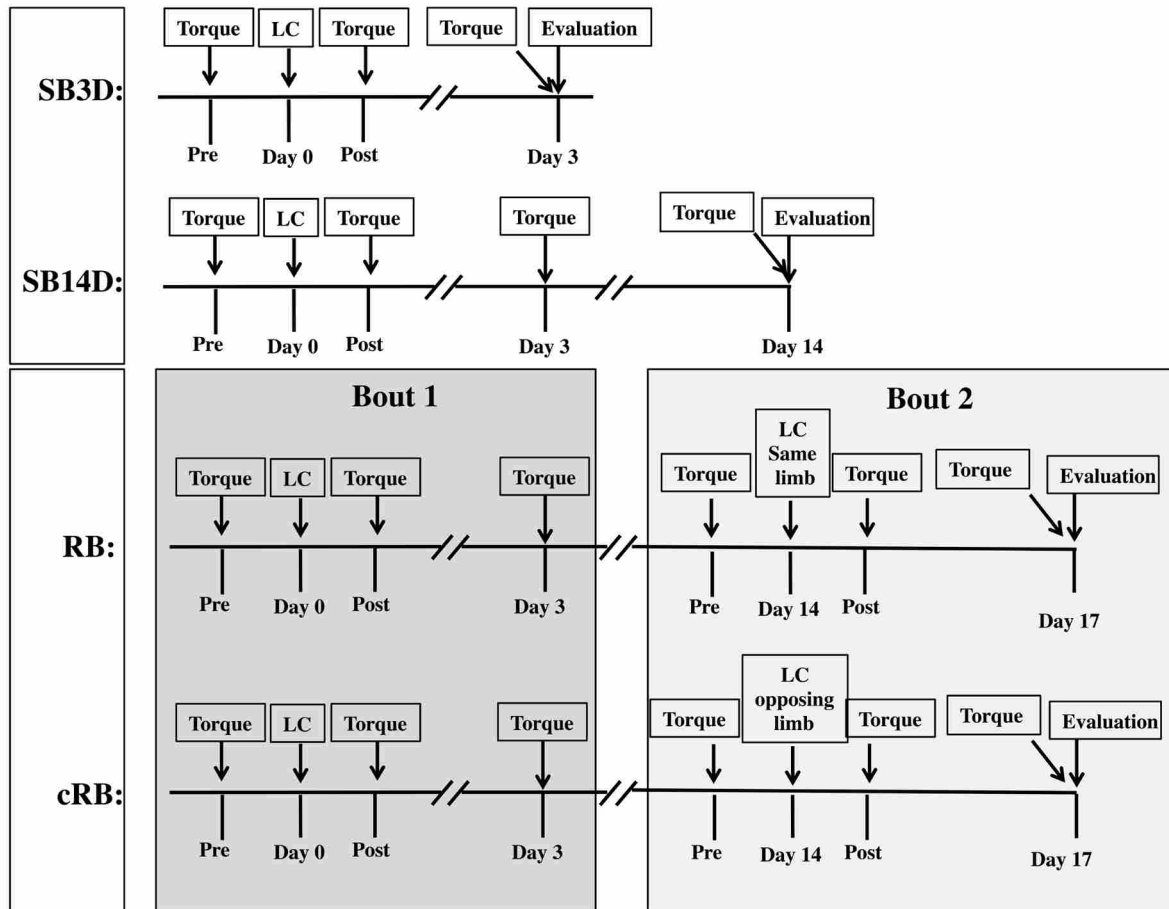 Torque LC Torque Torque Evaluation
SB3D:
Pre Day 0 Post Day 3
Torque LC Torque Torque Torque Evaluation
SB14D:
Pre Day 0 Post Day 3 Day 14
Bout 1 Bout 2
LC
Same
limb
Torque LC Torque Torque Torque Torque Torque Evaluation
RB:
Pre Day 0 Post Day 3 Pre Day 14 Post Day 17
LC
opposing
limb
Torque LC Torque Torque Torque Torque Torque Evaluation
cRB:
Pre Day 0 Post Day 3 Pre Day 14 Post Day 17